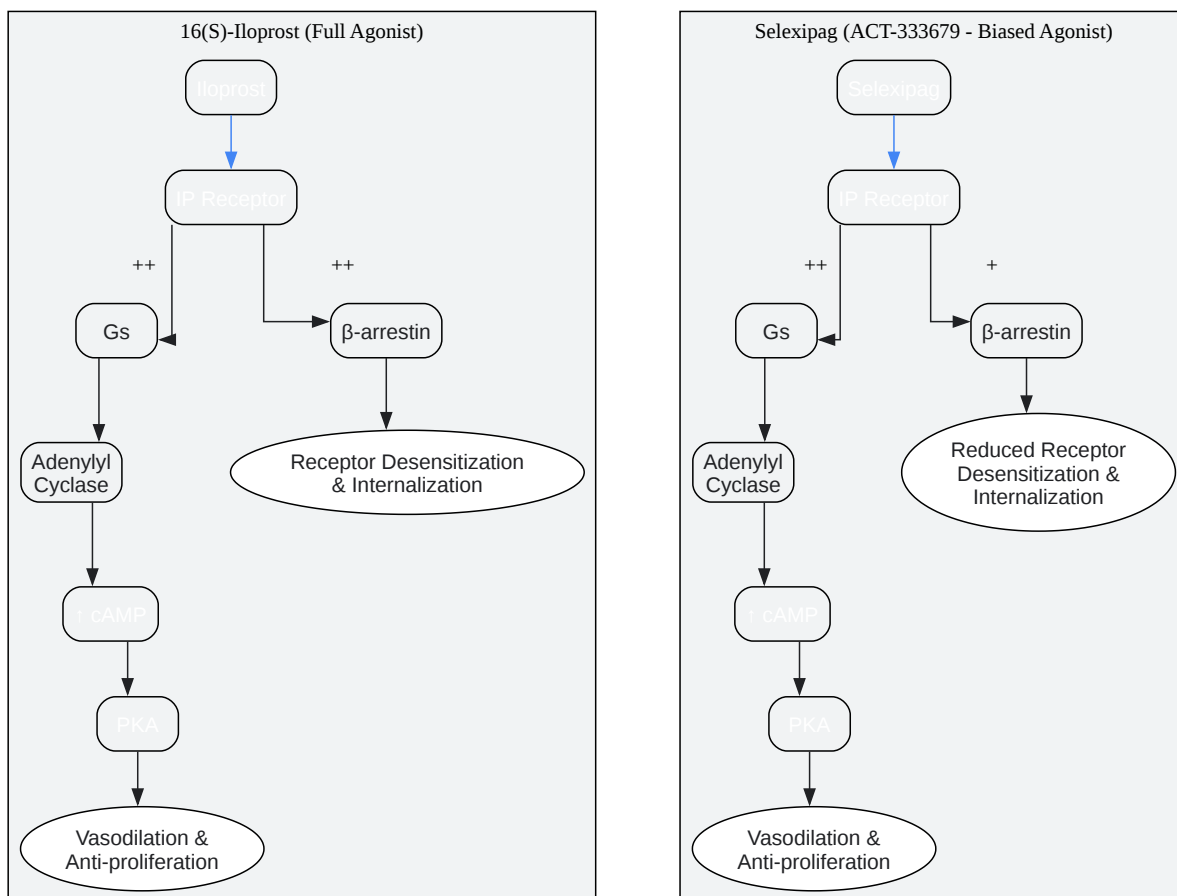 16(S)-Iloprost (Full Agonist)
Iloprost
IP Receptor
++
++
Gs
β-arrestin
Adenylyl
Cyclase
Receptor Desensitization
& Internalization
↑ cAMP
PKA
Vasodilation &
Anti-proliferation
Selexipag (ACT-333679 - Biased Agonist)
Selexipag
IP Receptor
++
+
Gs
β-arrestin
Adenylyl
Cyclase
Reduced Receptor
Desensitization &
Internalization
↑ cAMP
PKA
Vasodilation &
Anti-proliferation